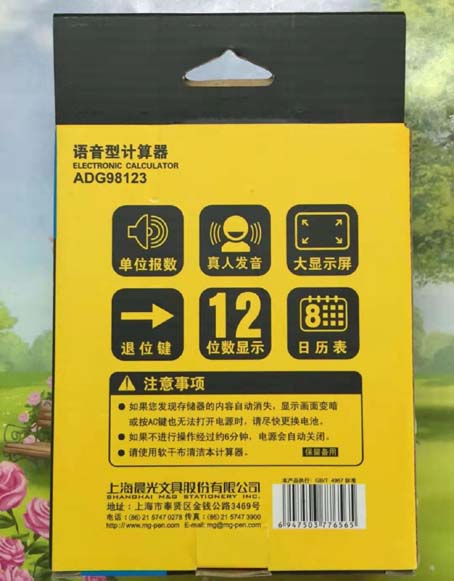 语音型计算器
ELECTRONIC CALCULATOR
ADG98123
单位报数
真人发音
大显示屏
退位键
12
位数显示
8
日历表
注意事项
● 如果您发现存储器的内容自动消失，显示画面变暗
或按AC键也无法打开电源时，请尽快更换电池。
● 如果不进行操作经过约6分钟，电源会自动关闭。
● 请使用软干布清洁本计算器。
保留备用
上海晨光文具股份有限公司
SHANGHAI M&G STATIONERY INC.
地址：上海市奉贤区金钱公路3469号
电话：(86) 21 5747 0278 传真：(86) 21 5747 3900
http://www.mg-pen.com E-mail: mg@mg-pen.com
本产品执行：GB/T 4967 标准
6 947503 776565